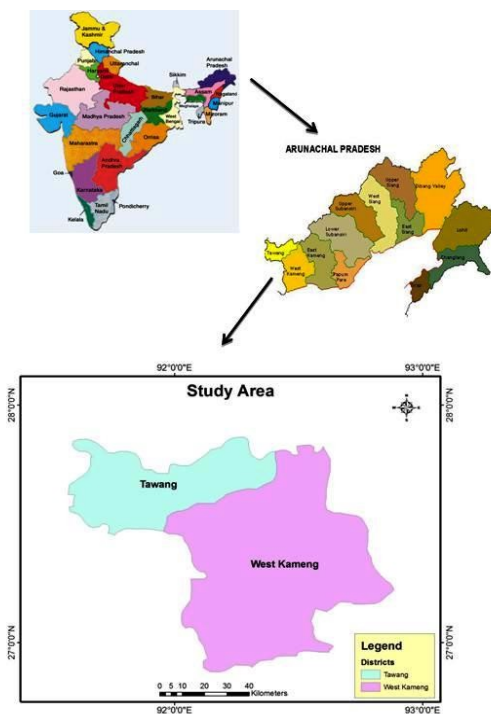 Jammu &
Kashmir
Himachal Pradesh
Punjab
Uttaranchal
Haryana
Arunachal
Pradesh
Sikkim
Rajasthan
Uttar
Pradesh
Assam
Nagaland
Bihar
Manipur
Gujarat
Madhya Pradesh
West
Bengal
Tripura
Mizoram
Chhattisgarh
Orissa
Maharastra
Goa
Andhra
Pradesh
Karnataka
Pondicherry
Tamil
Nadu
Kerala
ARUNACHAL PRADESH
Upper
Siang
Dibang Valley
West
Siang
Upper Subansiri
East
Siang
Lohit
Lower
Subansiri
Changlang
Tawang
East
Kameng
West
Kameng
Papum
Pare
Tirap
92°0'0"E
93°0'0"E
Study Area
28°0'0"N
28°0'0"N
Tawang
West Kameng
27°0'0"N
27°0'0"N
Legend
Districts
Tawang
West Kameng
0 5 10 20 30 40
Kilometers
92°0'0"E
93°0'0"E